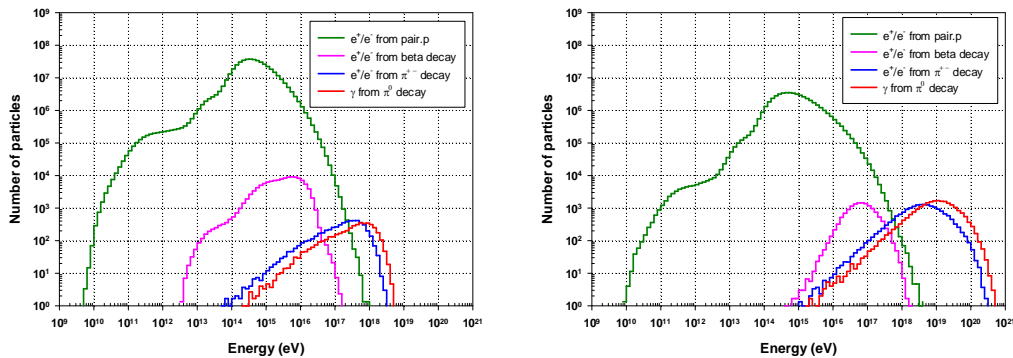 10⁹
10⁸
10⁷
10⁶
10⁵
10⁴
10³
10²
10¹
10⁰
Number of particles
e⁺/e⁻ from pair.p
e⁺/e⁻ from beta decay
e⁺/e⁻ from π⁺⁻ decay
γ from π⁰ decay
10⁹ 10¹⁰ 10¹¹ 10¹² 10¹³ 10¹⁴ 10¹⁵ 10¹⁶ 10¹⁷ 10¹⁸ 10¹⁹ 10²⁰ 10²¹
Energy (eV)
10⁹
10⁸
10⁷
10⁶
10⁵
10⁴
10³
10²
10¹
10⁰
Number of particles
e⁺/e⁻ from pair.p
e⁺/e⁻ from beta decay
e⁺/e⁻ from π⁺⁻ decay
γ from π⁰ decay
10⁹ 10¹⁰ 10¹¹ 10¹² 10¹³ 10¹⁴ 10¹⁵ 10¹⁶ 10¹⁷ 10¹⁸ 10¹⁹ 10²⁰ 10²¹
Energy (eV)